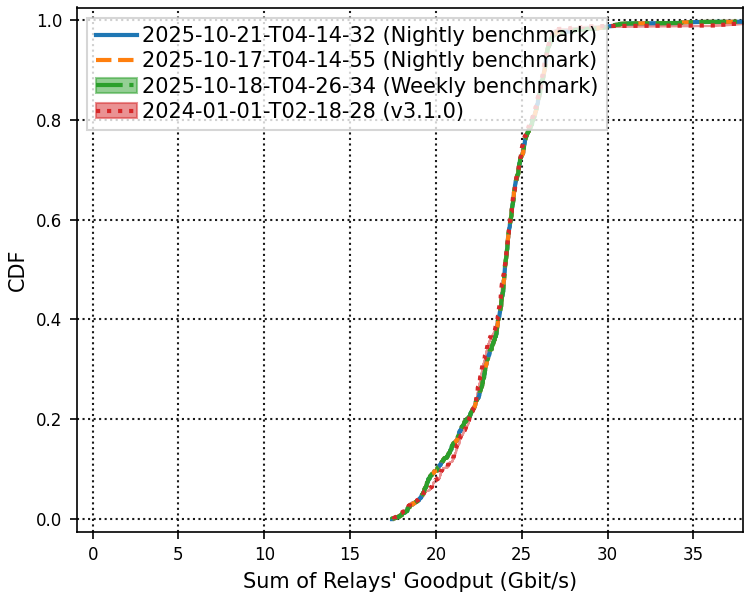 1.0
0.8
0.6
0.4
0.2
0.0
CDF
2025-10-21-T04-14-32 (Nightly benchmark)
2025-10-17-T04-14-55 (Nightly benchmark)
2025-10-18-T04-26-34 (Weekly benchmark)
2024-01-01-T02-18-28 (v3.1.0)
0 5 10 15 20 25 30 35
Sum of Relays' Goodput (Gbit/s)